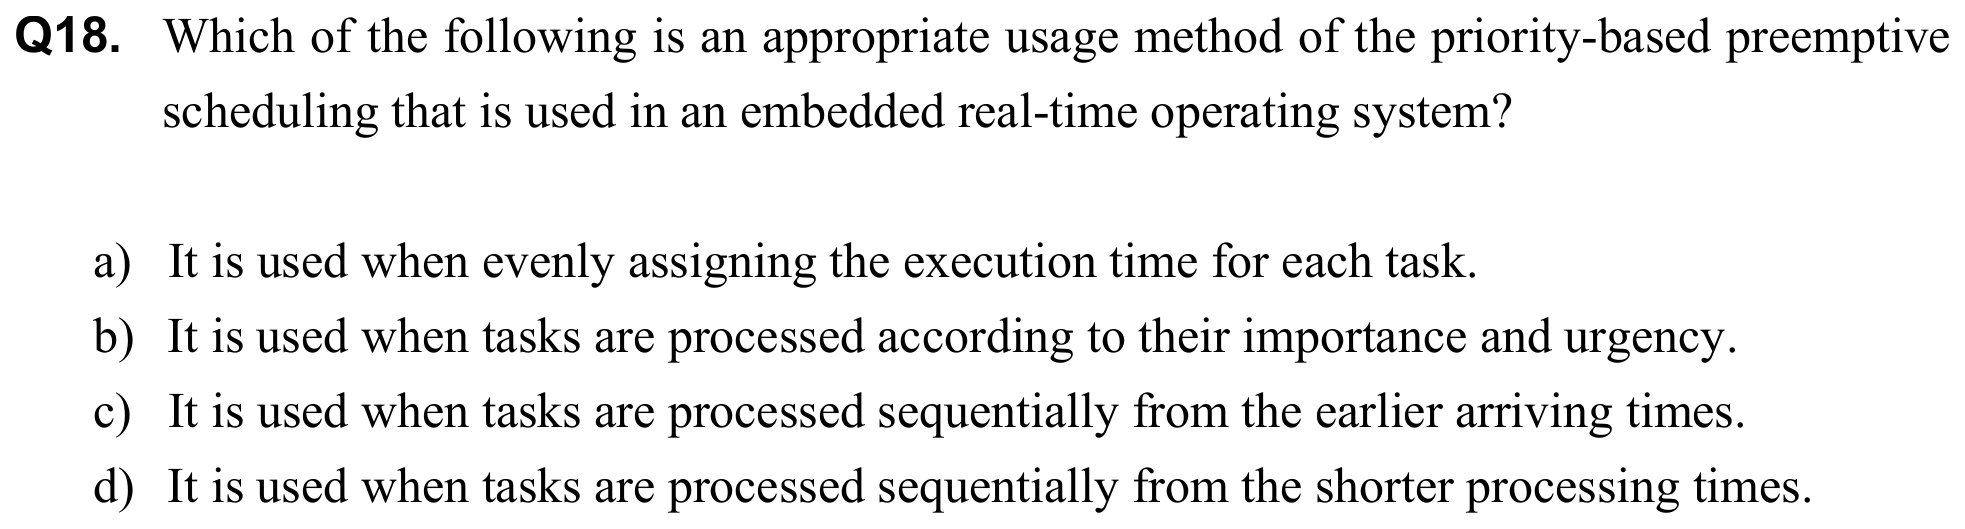 Q18. Which of the following is an appropriate usage method of the priority-based preemptive
scheduling that is used in an embedded real-time operating system?
a) It is used when evenly assigning the execution time for each task.
b) It is used when tasks are processed according to their importance and urgency.
c) It is used when tasks are processed sequentially from the earlier arriving times.
d) It is used when tasks are processed sequentially from the shorter processing times.